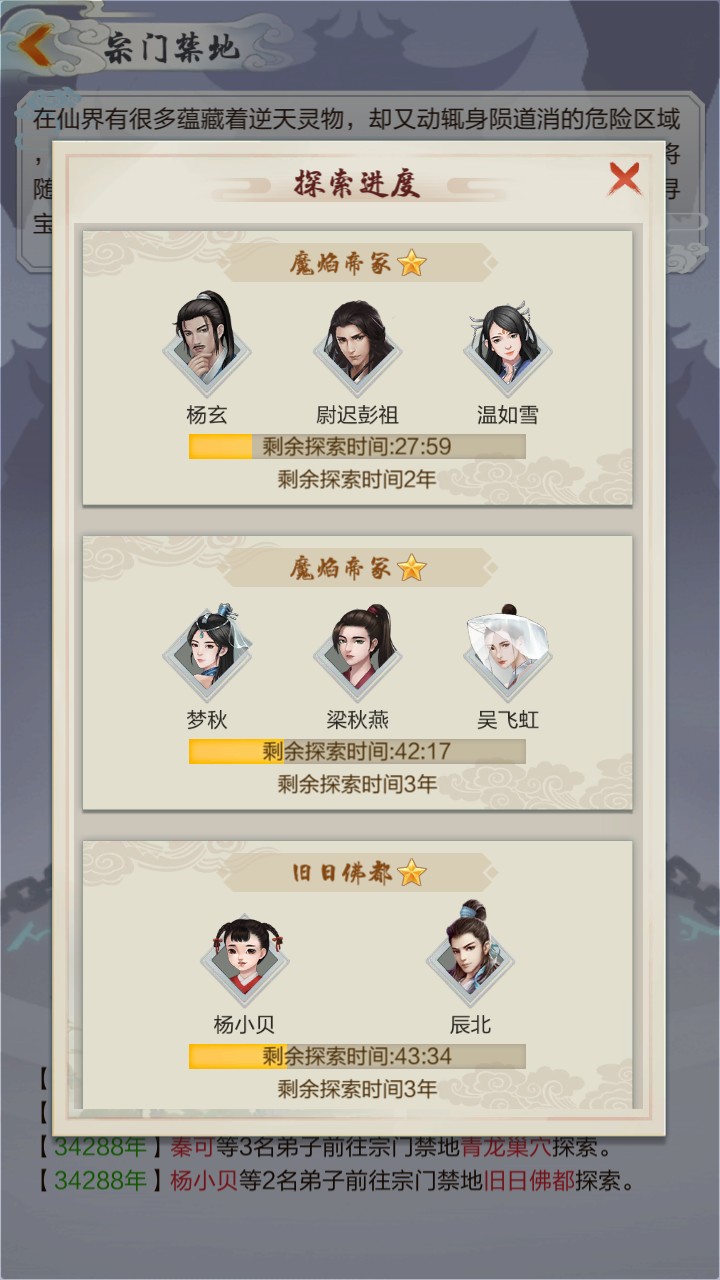 宗门禁地
在仙界有很多蕴藏着逆天灵物，却又动辄身陨道消的危险区域
，
将
随
寻
宝
探索进度
魔焰帝冢
杨玄 尉迟彭祖 温如雪
剩余探索时间:27:59
剩余探索时间2年
魔焰帝冢
梦秋 梁秋燕 吴飞虹
剩余探索时间:42:17
剩余探索时间3年
旧日佛都
杨小贝 辰北
剩余探索时间:43:34
剩余探索时间3年
【
【
【34288年】秦可等3名弟子前往宗门禁地青龙巢穴探索。
【34288年】杨小贝等2名弟子前往宗门禁地旧日佛都探索。